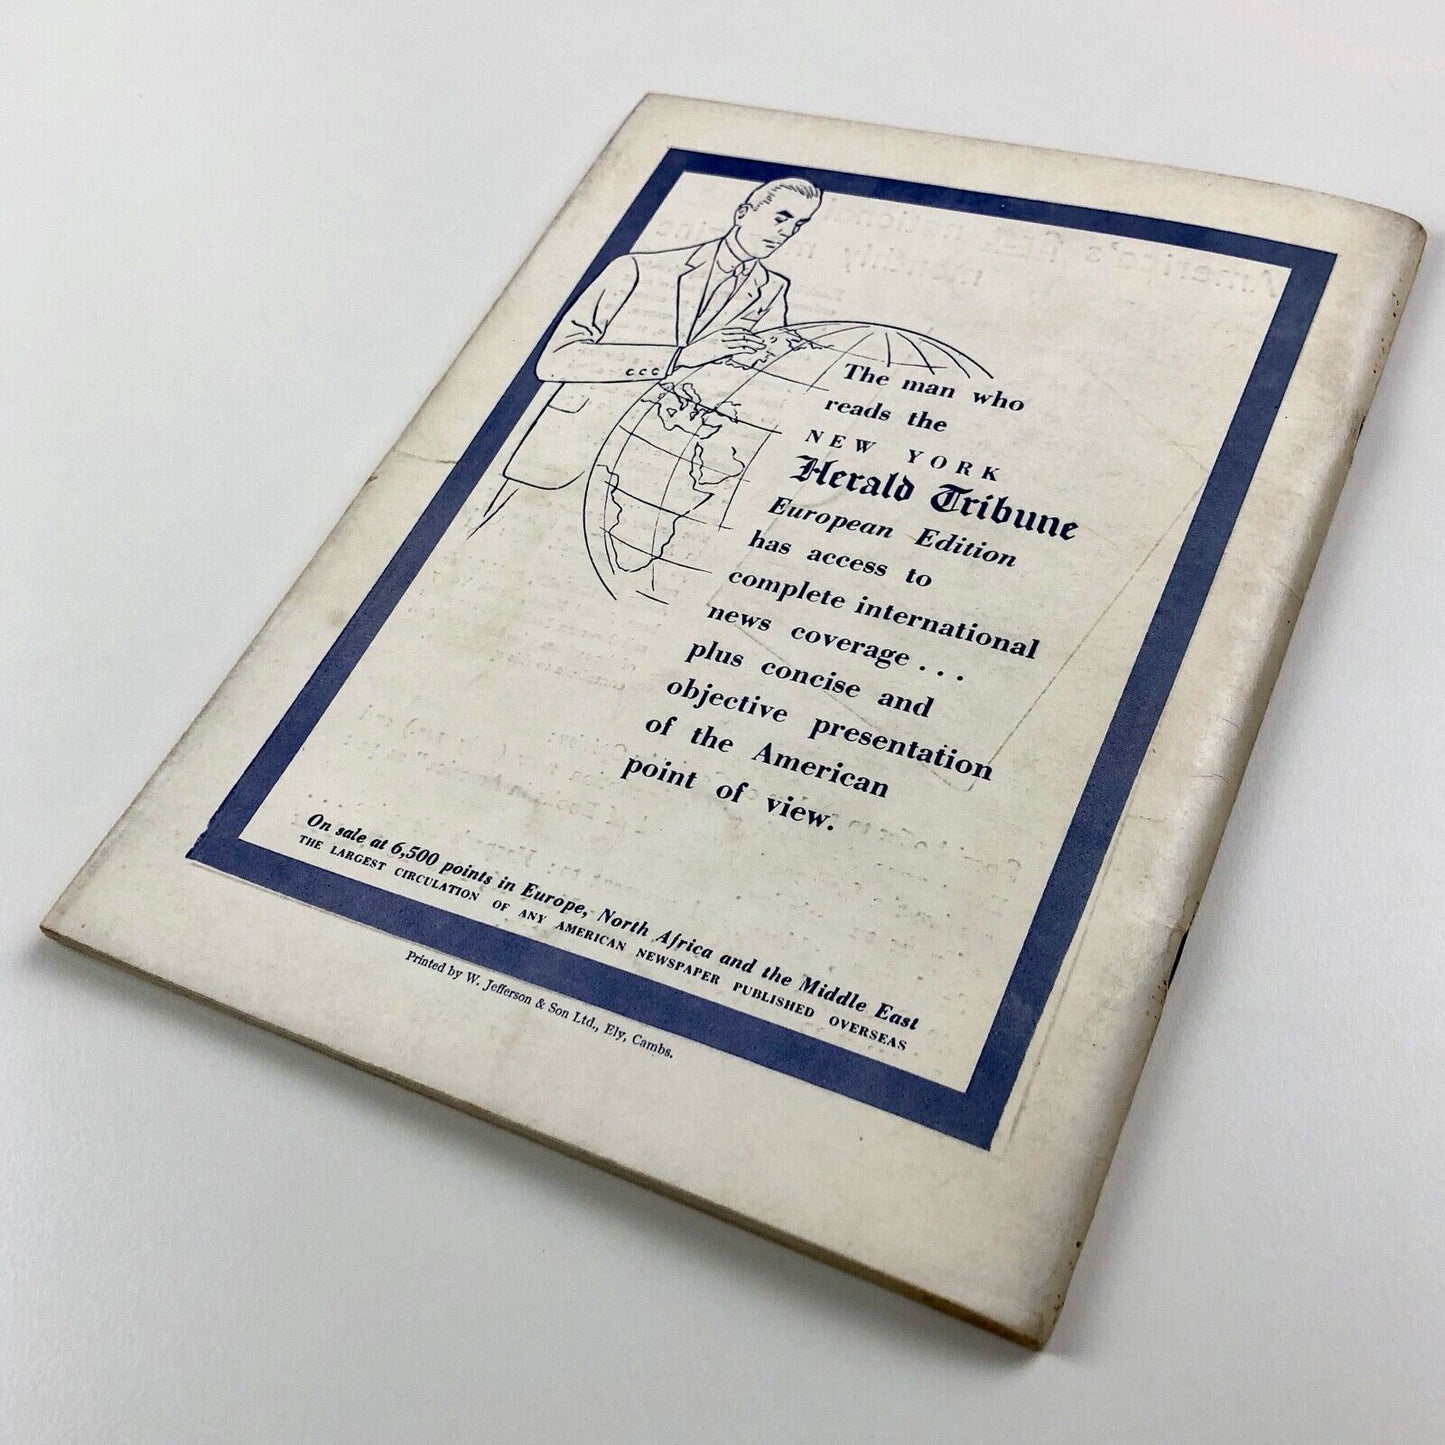 The man who
reads the
NEW YORK
Herald Tribune
European Edition
has access to
complete international
news coverage . . .
plus concise and
objective presentation
of the American
point of view.
On sale at 6,500 points in Europe, North Africa and the Middle East
THE LARGEST CIRCULATION OF ANY AMERICAN NEWSPAPER PUBLISHED OVERSEAS
Printed by W. Jefferson & Son Ltd., Ely, Cambs.